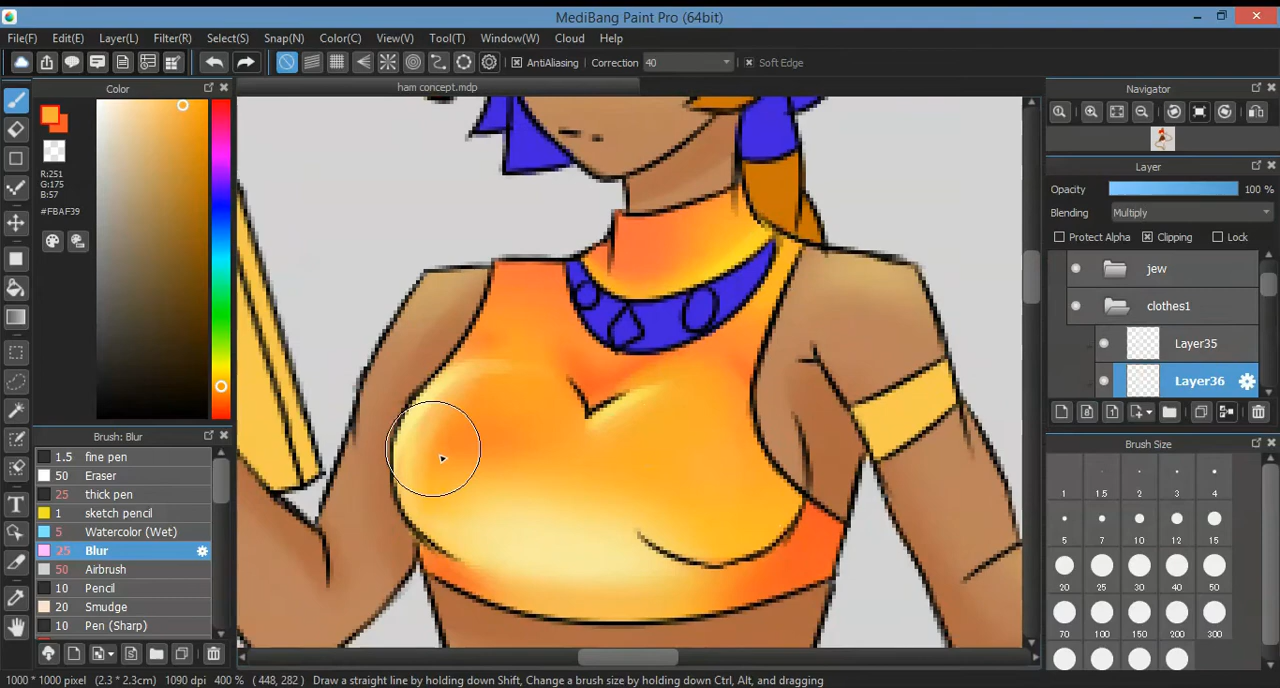 MediBang Paint Pro (64bit)
File(F) Edit(E) Layer(L) Filter(R) Select(S) Snap(N) Color(C) View(V) Tool(T) Window(W) Cloud Help
AntiAliasing Correction 40 Soft Edge
ham concept.mdp
Color
R:251
G:175
B:57
#FBAF39
Brush: Blur
1.5 fine pen
50 Eraser
25 thick pen
1 sketch pencil
5 Watercolor (Wet)
25 Blur
50 Airbrush
10 Pencil
20 Smudge
10 Pen (Sharp)
Navigator
Layer
Opacity 100 %
Blending Multiply
Protect Alpha Clipping Lock
jew
clothes1
Layer35
Layer36
Brush Size
1 1.5 2 3 4
5 7 10 12 15
20 25 30 40 50
70 100 150 200 300
1000 * 1000 pixel (2.3 * 2.3cm) 1090 dpi 400 % ( 448, 282 ) Draw a straight line by holding down Shift, Change a brush size by holding down Ctrl, Alt, and dragging